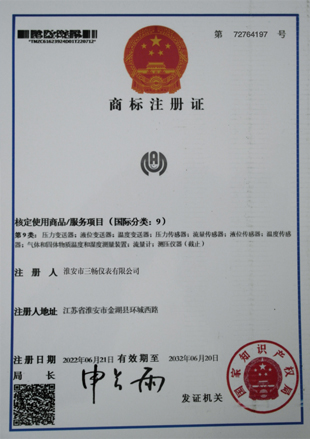 *TMZC81623924D01T220712*
第 72764197 号
商标注册证
核定使用商品/服务项目（国际分类：9）
第9类：压力变送器；液位变送器；温度变送器；压力传感器；流量传感器；液位传感器；温度传感
器；气体和固体物质温度和湿度测量装置；流量计；测压仪器（截止）
注 册 人 淮安市三畅仪表有限公司
注册人地址 江苏省淮安市金湖县环城西路
注册日期 2022年06月21日 有效期至 2032年06月20日
局 长 申长雨 发证机关
国家知识产权局